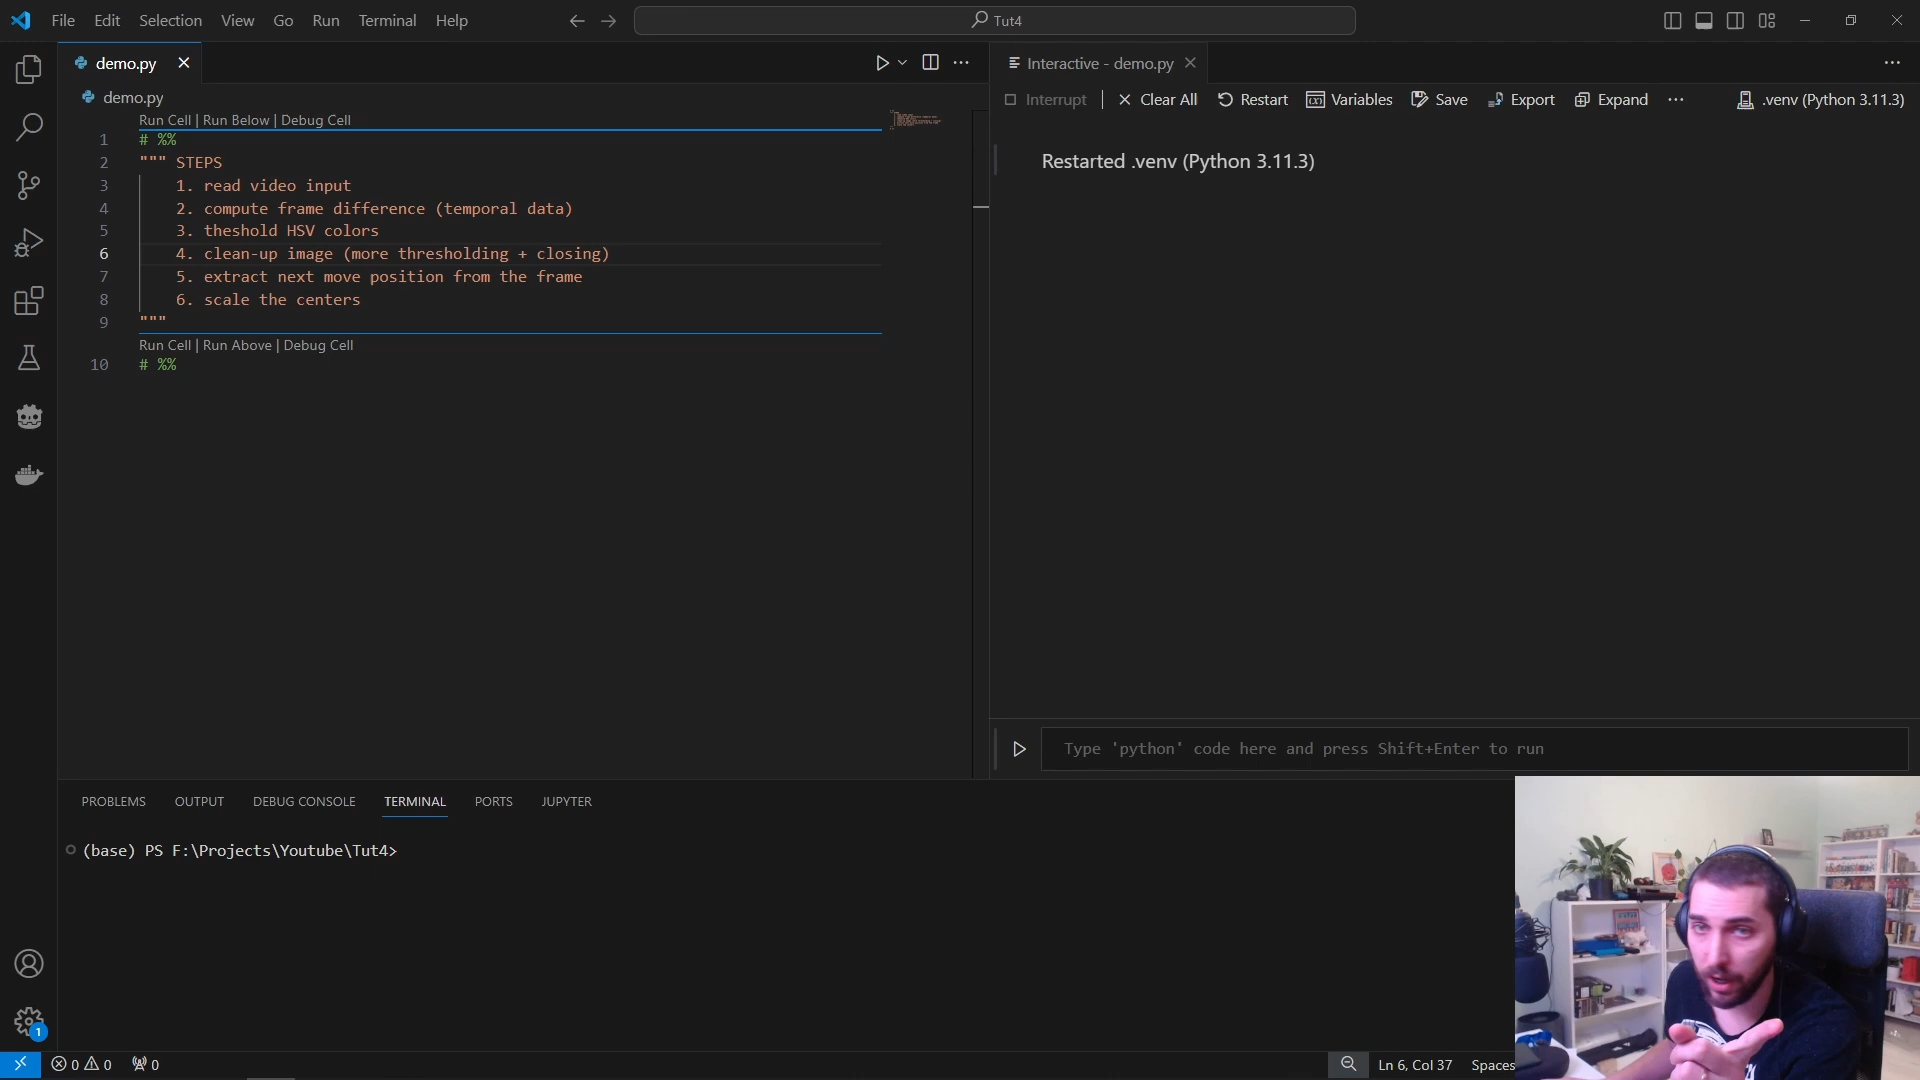 File Edit Selection View Go Run Terminal Help
Tut4
demo.py
Interactive - demo.py
demo.py
Interrupt | Clear All Restart Variables Save Export Expand ... .venv (Python 3.11.3)
Run Cell | Run Below | Debug Cell
1 # %%
2 """ STEPS
3 1. read video input
4 2. compute frame difference (temporal data)
5 3. theshold HSV colors
6 4. clean-up image (more thresholding + closing)
7 5. extract next move position from the frame
8 6. scale the centers
9 """
Run Cell | Run Above | Debug Cell
10 # %%
Restarted .venv (Python 3.11.3)
Type 'python' code here and press Shift+Enter to run
PROBLEMS OUTPUT DEBUG CONSOLE TERMINAL PORTS JUPYTER
(base) PS F:\Projects\Youtube\Tut4>
1
0 0 0
Ln 6, Col 37 Spaces